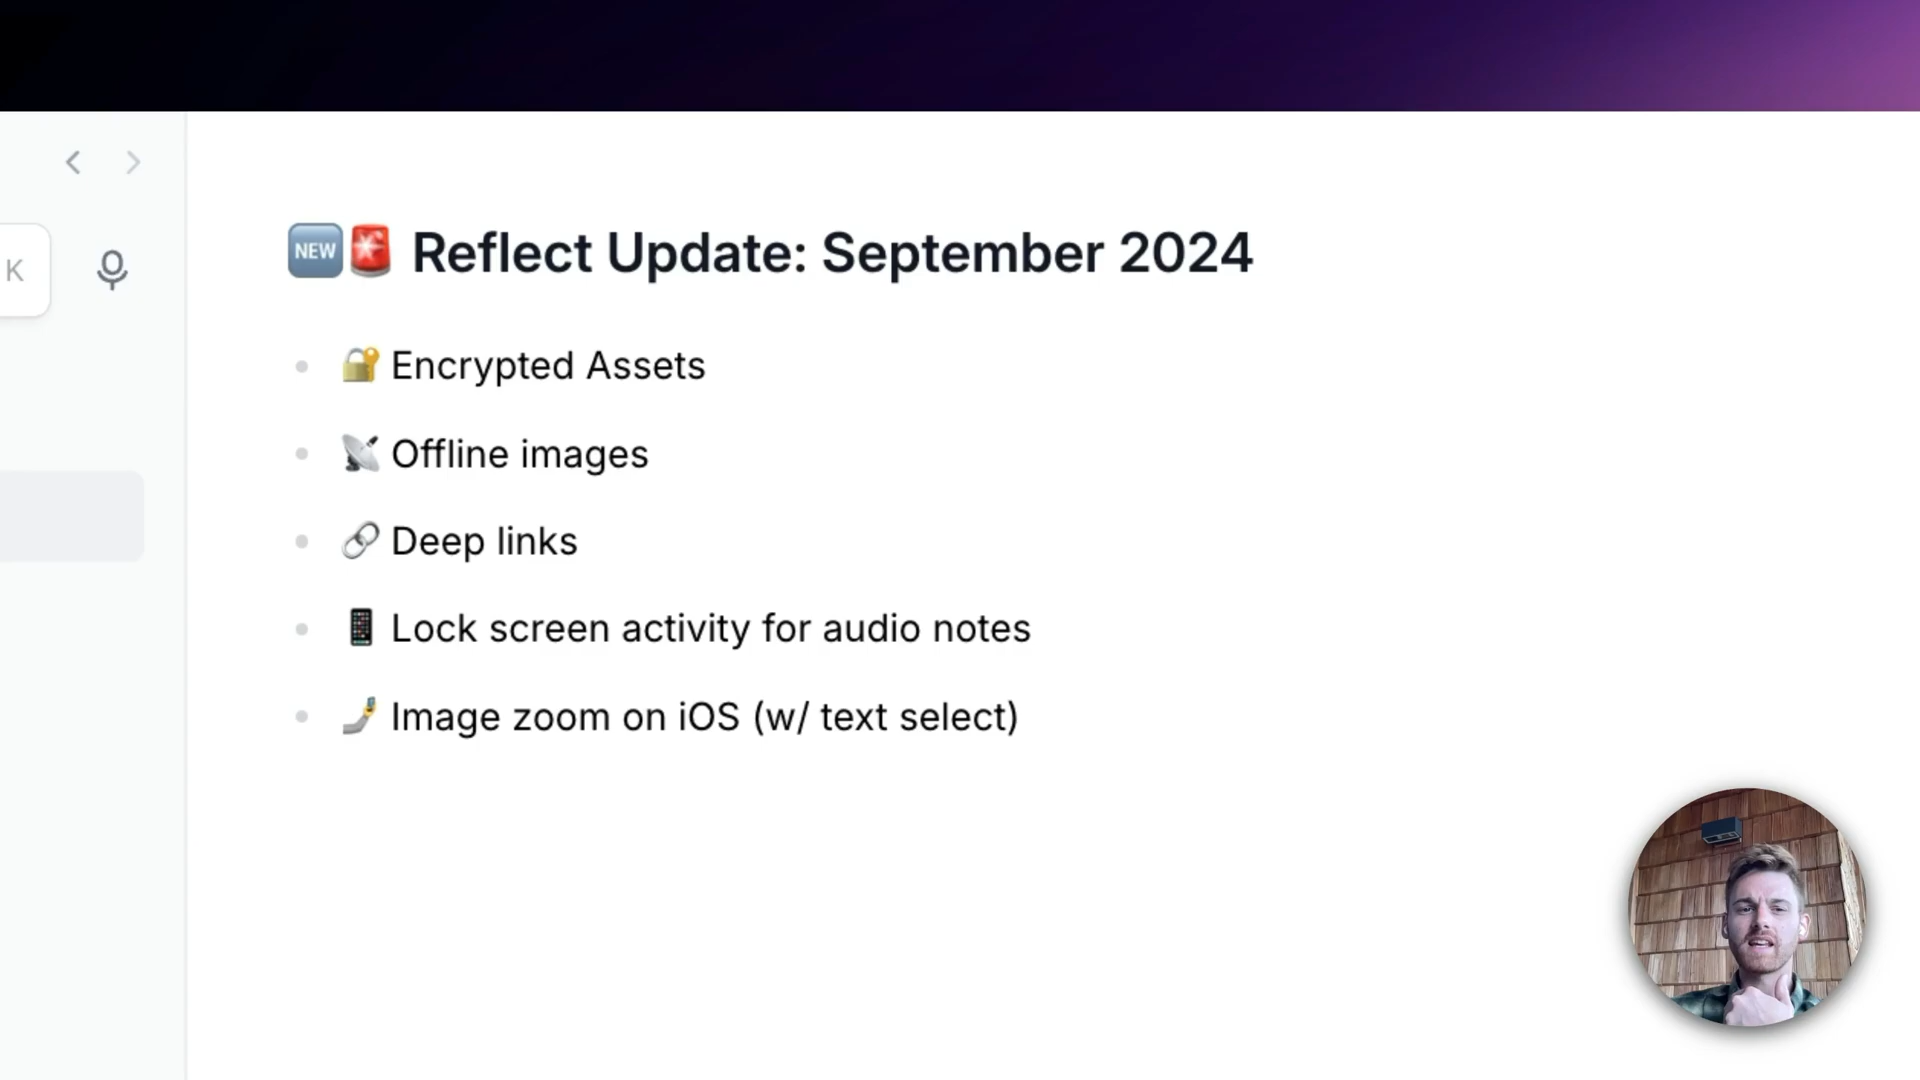 K
🆕🚨 Reflect Update: September 2024
🔐 Encrypted Assets
📡 Offline images
🔗 Deep links
📱 Lock screen activity for audio notes
🤳 Image zoom on iOS (w/ text select)